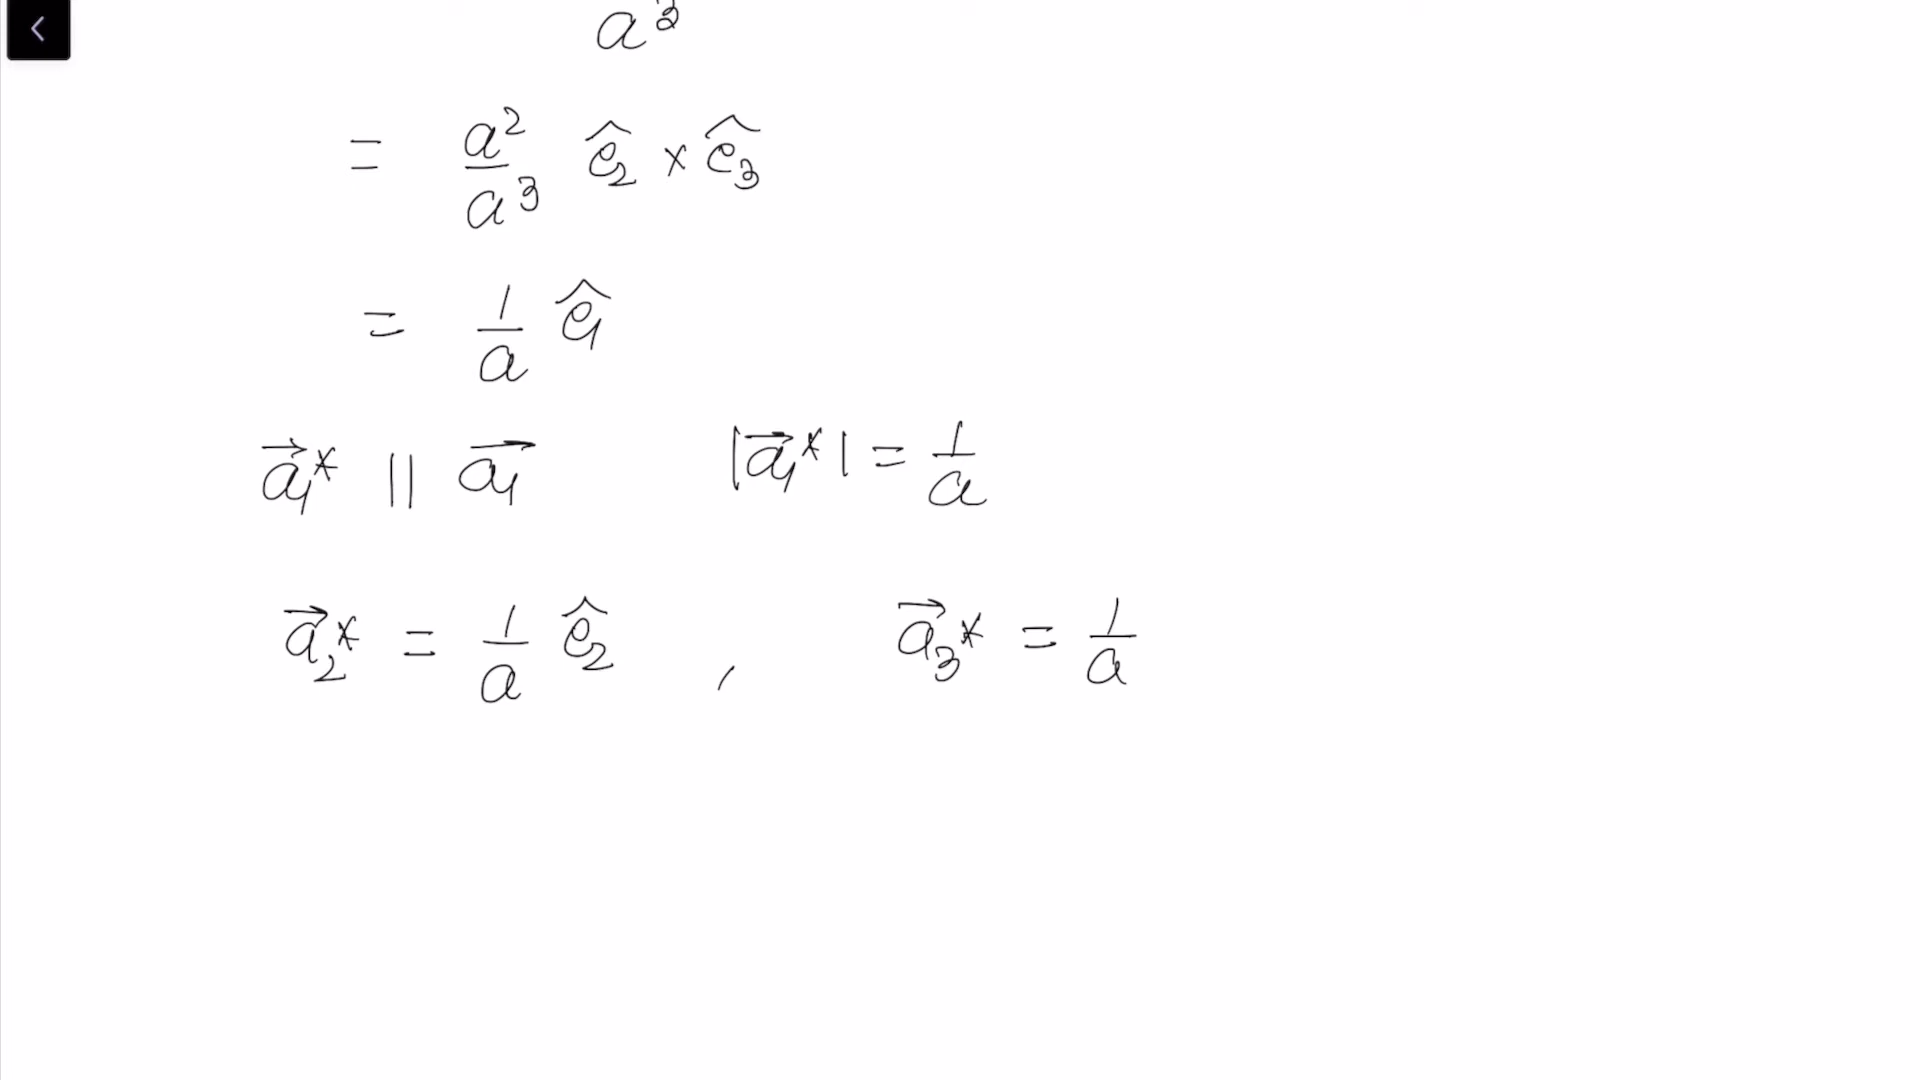 a³
= a²/a³ ê₂ × ê₃
= 1/a ê₁
a⃗₁* || a⃗₁ |a⃗₁*| = 1/a
a⃗₂* = 1/a ê₂ , a⃗₃* = 1/a